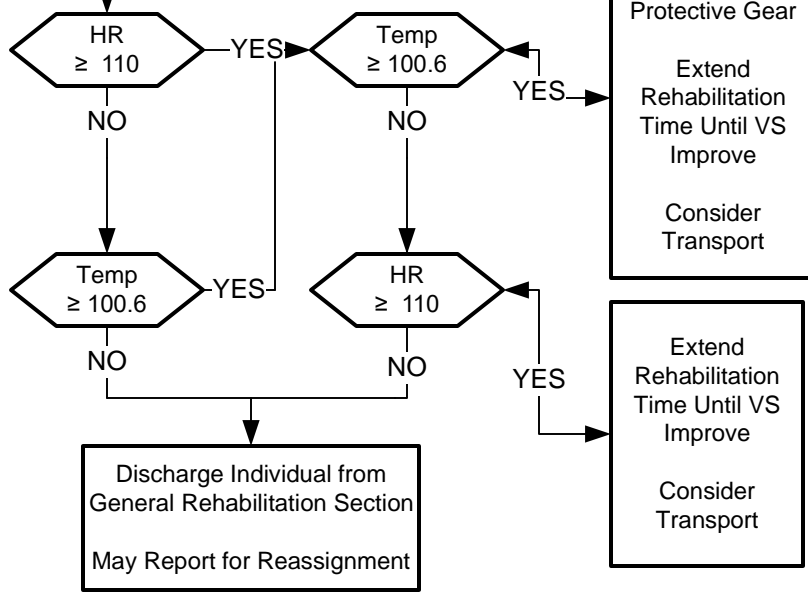 HR
≥ 110
YES
Temp
≥ 100.6
YES
Protective Gear
Extend
Rehabilitation
Time Until VS
Improve
Consider
Transport
NO
NO
Temp
≥ 100.6
YES
HR
≥ 110
YES
Extend
Rehabilitation
Time Until VS
Improve
Consider
Transport
NO
NO
Discharge Individual from
General Rehabilitation Section
May Report for Reassignment